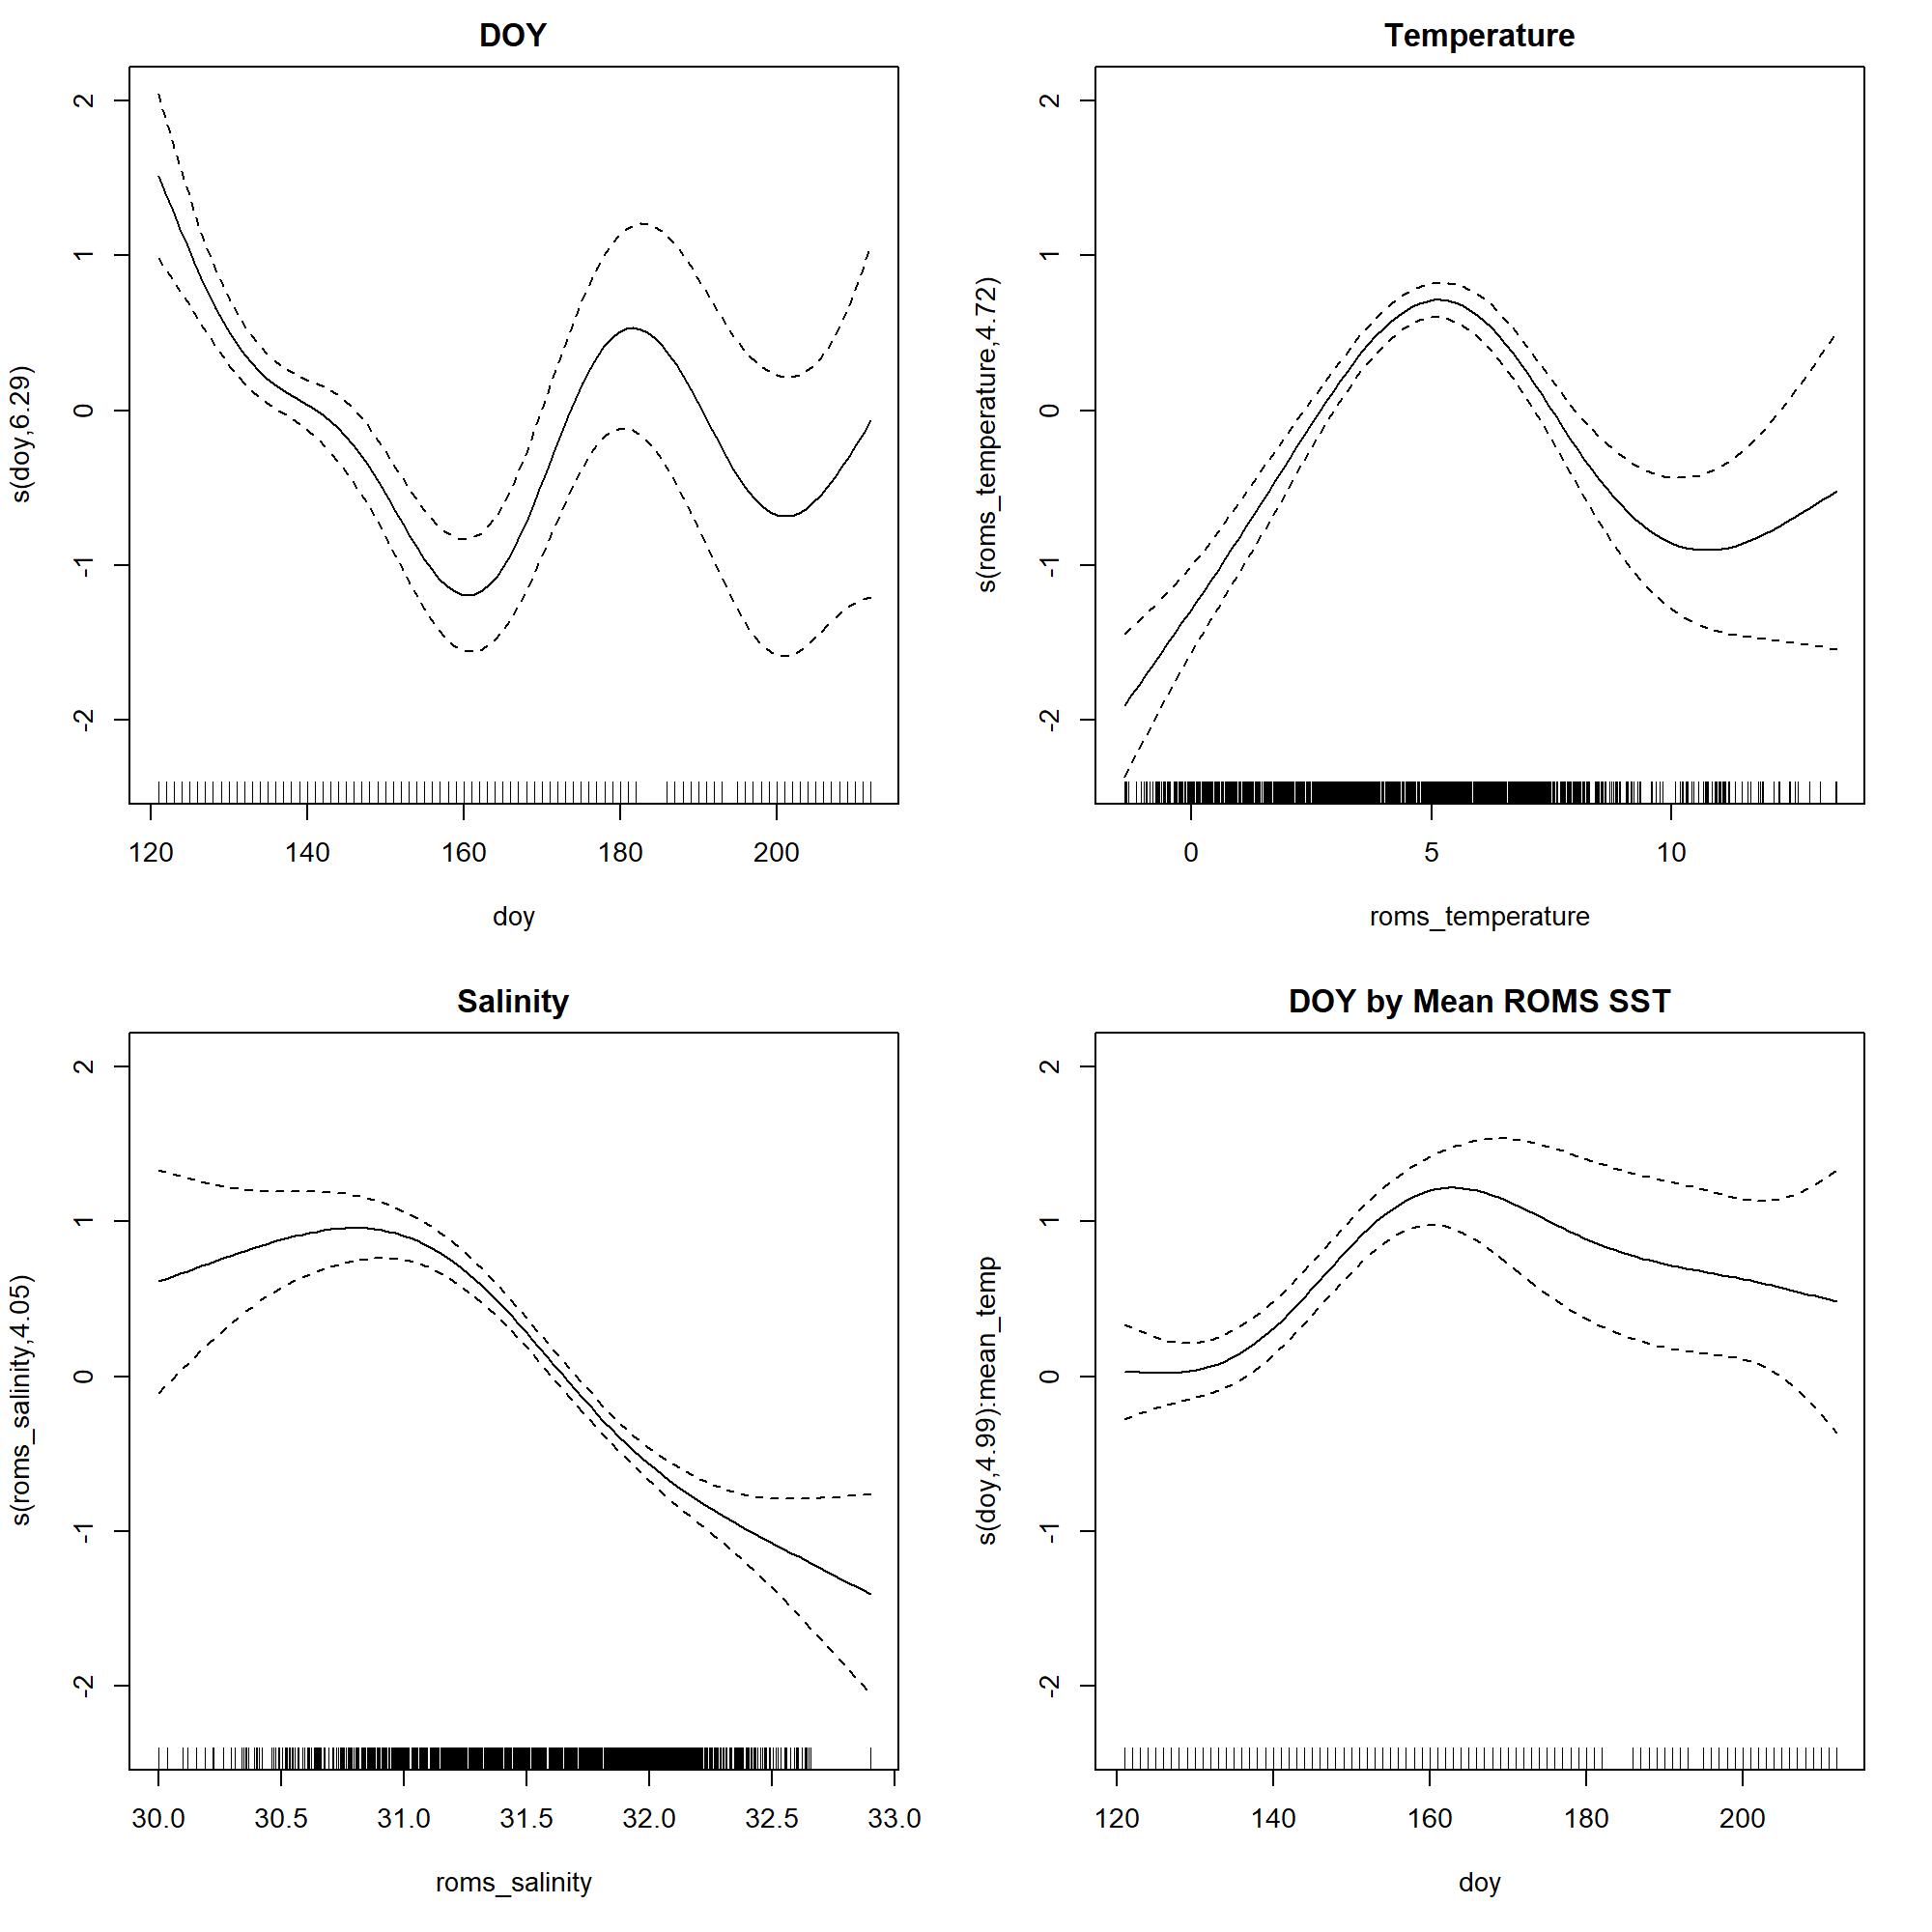 DOY
s(doy,6.29)
2
1
0
-1
-2
120 140 160 180 200
doy
Temperature
s(roms_temperature,4.72)
2
1
0
-1
-2
0 5 10
roms_temperature
Salinity
s(roms_salinity,4.05)
2
1
0
-1
-2
30.0 30.5 31.0 31.5 32.0 32.5 33.0
roms_salinity
DOY by Mean ROMS SST
s(doy,4.99):mean_temp
2
1
0
-1
-2
120 140 160 180 200
doy